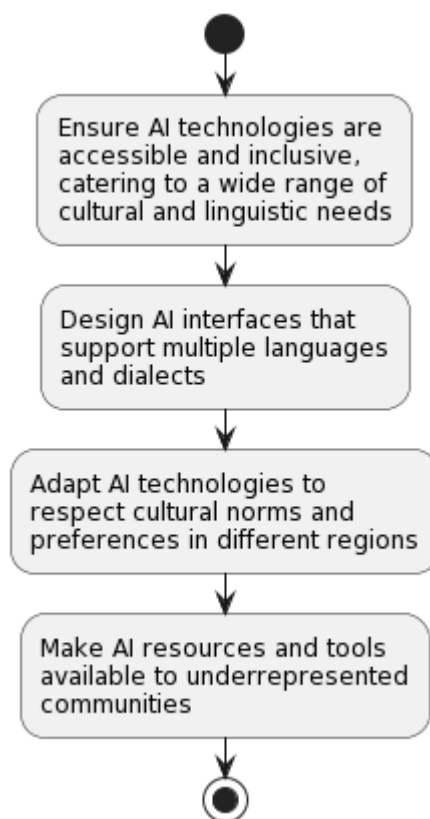 Ensure AI technologies are
accessible and inclusive,
catering to a wide range of
cultural and linguistic needs
Design AI interfaces that
support multiple languages
and dialects
Adapt AI technologies to
respect cultural norms and
preferences in different regions
Make AI resources and tools
available to underrepresented
communities